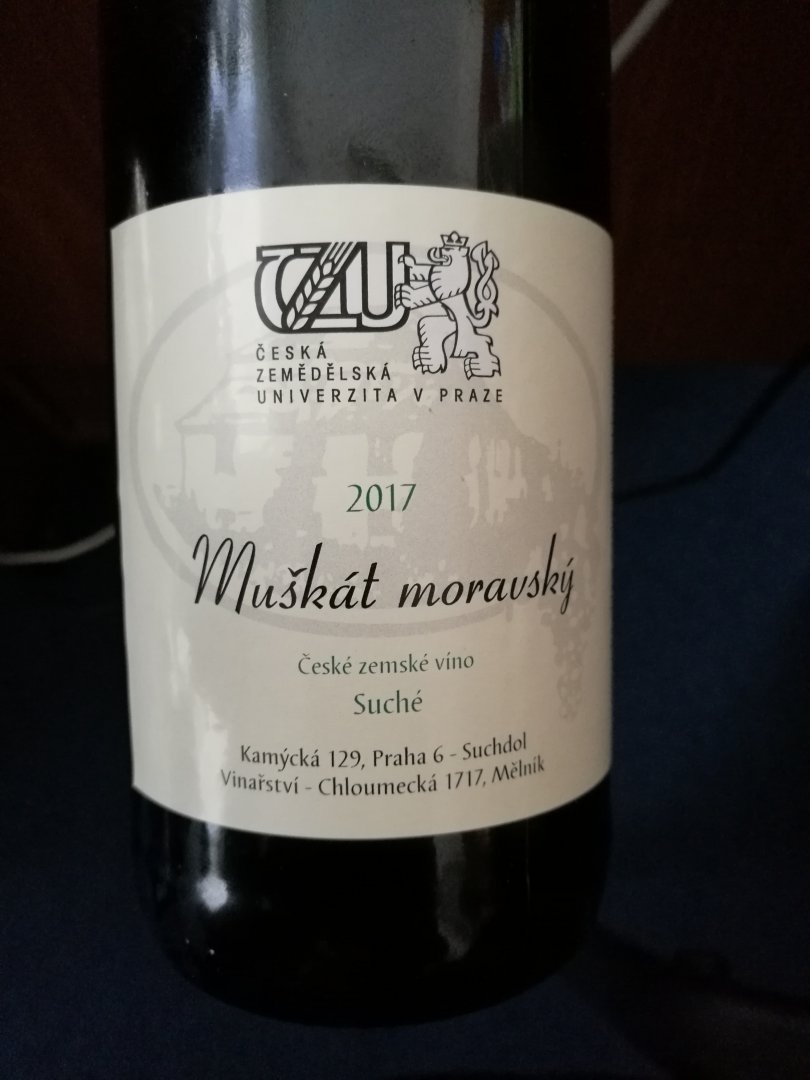 ČZU
ČESKÁ
ZEMĚDĚLSKÁ
UNIVERZITA V PRAZE
2017
Muškát moravský
České zemské víno
Suché
Kamýcká 129, Praha 6 - Suchdol
Vinařství - Chloumecká 1717, Mělník